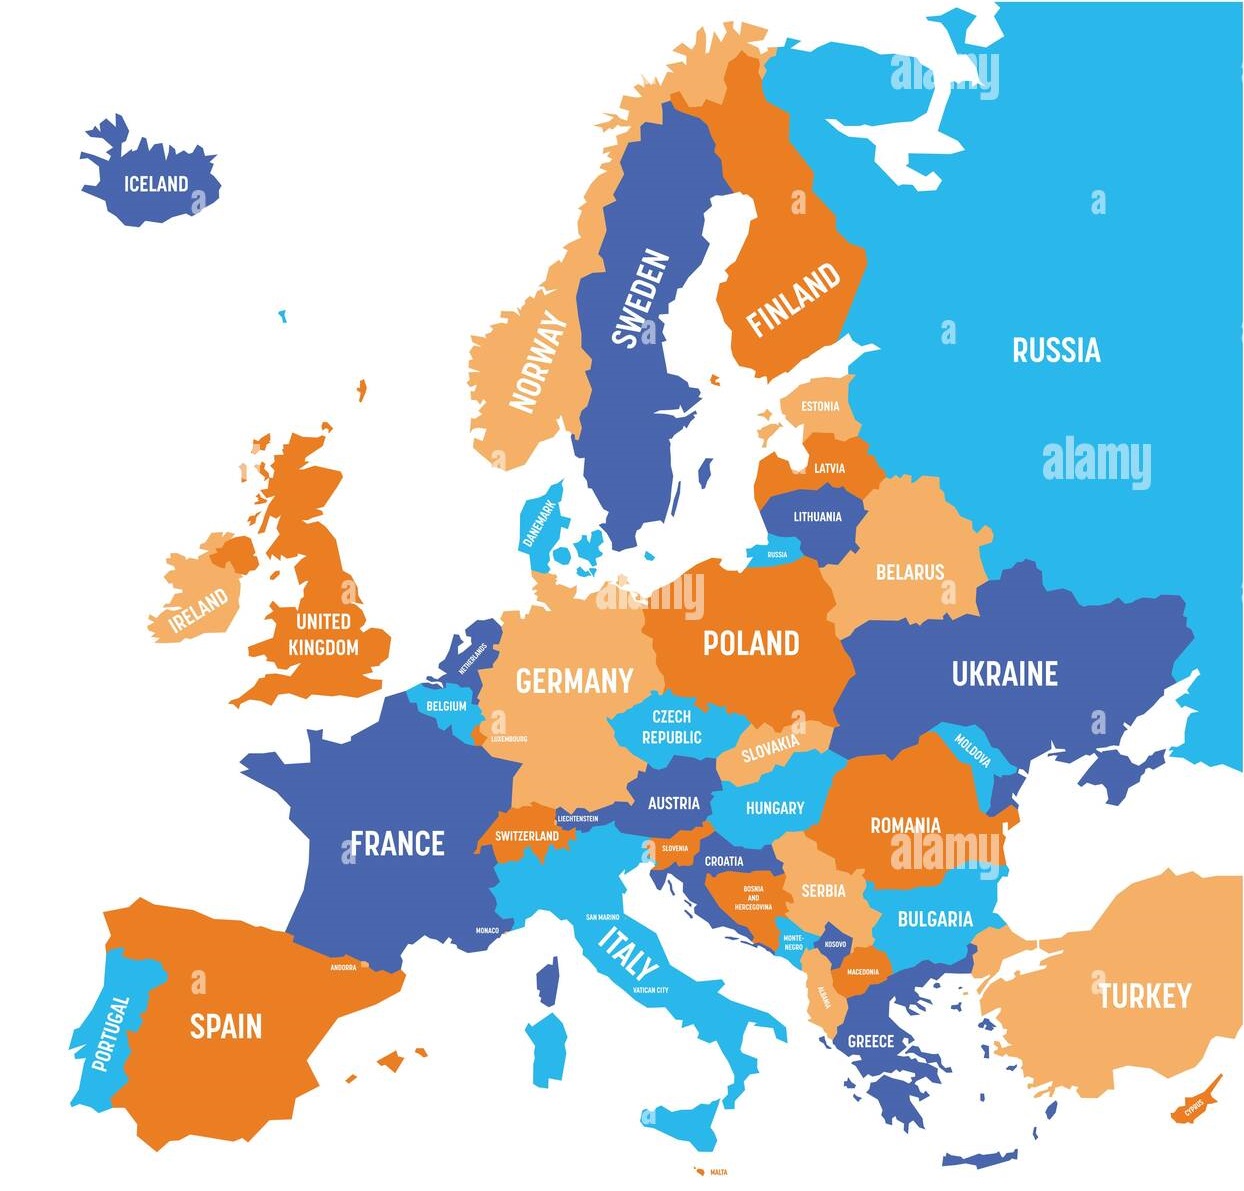 alamy
ICELAND
a
a
a
SWEDEN
FINLAND
NORWAY
a
a
RUSSIA
ESTONIA
a
alamy
LATVIA
LITHUANIA
DANEMARK
RUSSIA
BELARUS
alamy
IRELAND
UNITED
KINGDOM
POLAND
NETHERLANDS
UKRAINE
GERMANY
BELGIUM
CZECH
REPUBLIC
a
a
LUXEMBOURG
SLOVAKIA
MOLDOVA
AUSTRIA
HUNGARY
LIECHTENSTEIN
SWITZERLAND
ROMANIA
FRANCE
a
alamy
SLOVENIA
CROATIA
SERBIA
BOSNIA
AND
HERCEGOVINA
SAN MARINO
BULGARIA
MONACO
MONTE-
NEGRO
KOSOVO
ITALY
ANDORRA
MACEDONIA
a
a
VATICAN CITY
ALBANIA
TURKEY
PORTUGAL
SPAIN
GREECE
CYPRUS
a
MALTA